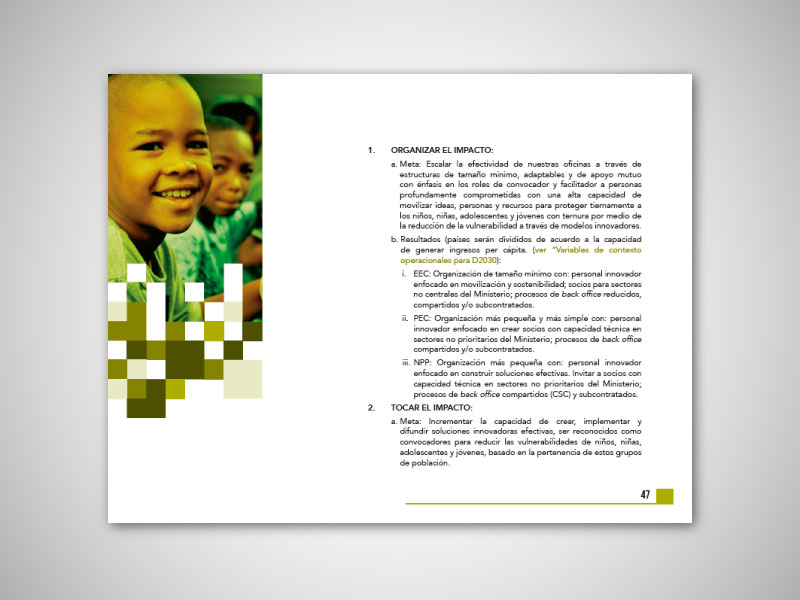 1. ORGANIZAR EL IMPACTO:
a. Meta: Escalar la efectividad de nuestras oficinas a través de
estructuras de tamaño mínimo, adaptables y de apoyo mutuo
con énfasis en los roles de convocador y facilitador a personas
profundamente comprometidas con una alta capacidad de
movilizar ideas, personas y recursos para proteger tiernamente a
los niños, niñas, adolescentes y jóvenes con ternura por medio de
la reducción de la vulnerabilidad a través de modelos innovadores.
b. Resultados (países serán divididos de acuerdo a la capacidad
de generar ingresos per cápita. (ver "Variables de contexto
operacionales para D2030):
i. EEC: Organización de tamaño mínimo con: personal innovador
enfocado en movilización y sostenibilidad; socios para sectores
no centrales del Ministerio; procesos de back office reducidos,
compartidos y/o subcontratados.
ii. PEC: Organización más pequeña y más simple con: personal
innovador enfocado en crear socios con capacidad técnica en
sectores no prioritarios del Ministerio; procesos de back office
compartidos y/o subcontratados.
iii. NPP: Organización más pequeña con: personal innovador
enfocado en construir soluciones efectivas. Invitar a socios con
capacidad técnica en sectores no prioritarios del Ministerio;
procesos de back office compartidos (CSC) y subcontratados.
2. TOCAR EL IMPACTO:
a. Meta: Incrementar la capacidad de crear, implementar y
difundir soluciones innovadoras efectivas, ser reconocidos como
convocadores para reducir las vulnerabilidades de niños, niñas,
adolescentes y jóvenes, basado en la pertenencia de estos grupos
de población.
47